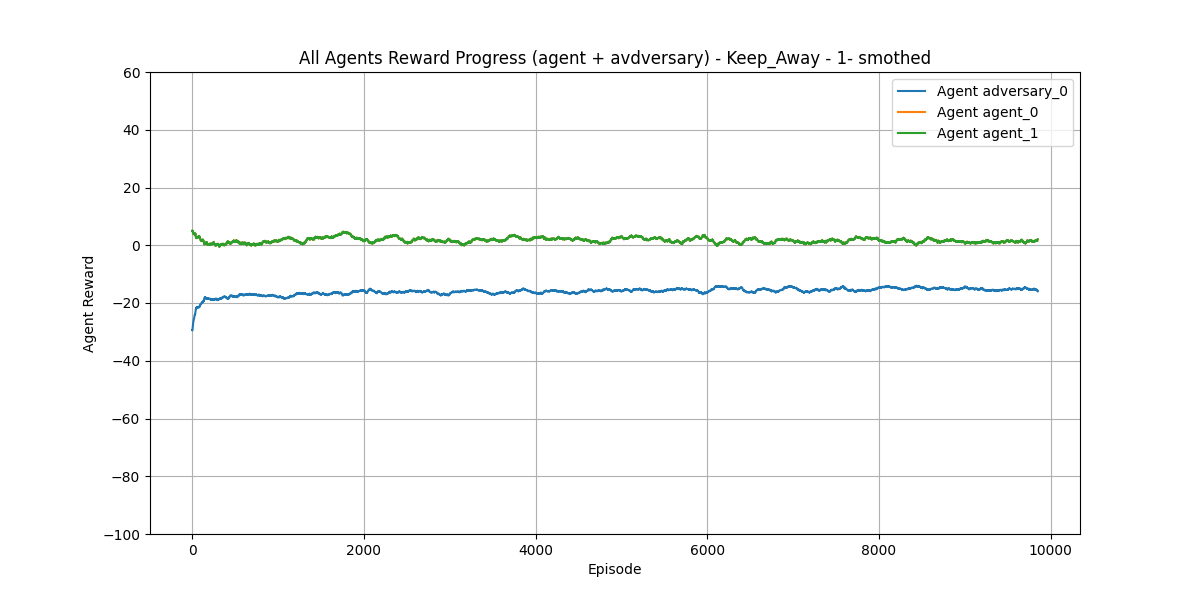 All Agents Reward Progress (agent + avdversary) - Keep_Away - 1- smothed
Agent adversary_0
Agent agent_0
Agent agent_1
60
40
20
0
−20
−40
−60
−80
−100
Agent Reward
0 2000 4000 6000 8000 10000
Episode